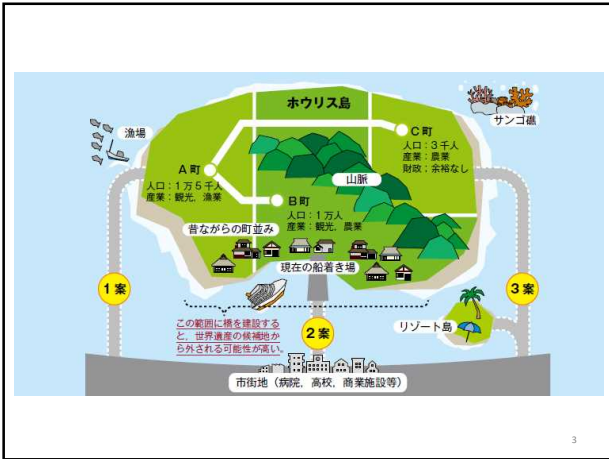 ホウリス島
サンゴ礁
漁場
C町
人口：3千人
産業：農業
財政：余裕なし
A町
人口：1万5千人
産業：観光，漁業
山脈
B町
人口：1万人
産業：観光，農業
昔ながらの町並み
現在の船着き場
1案
2案
3案
この範囲に橋を建設する
と，世界遺産の候補地か
ら外される可能性が高い。
リゾート島
市街地（病院，高校，商業施設等）
3